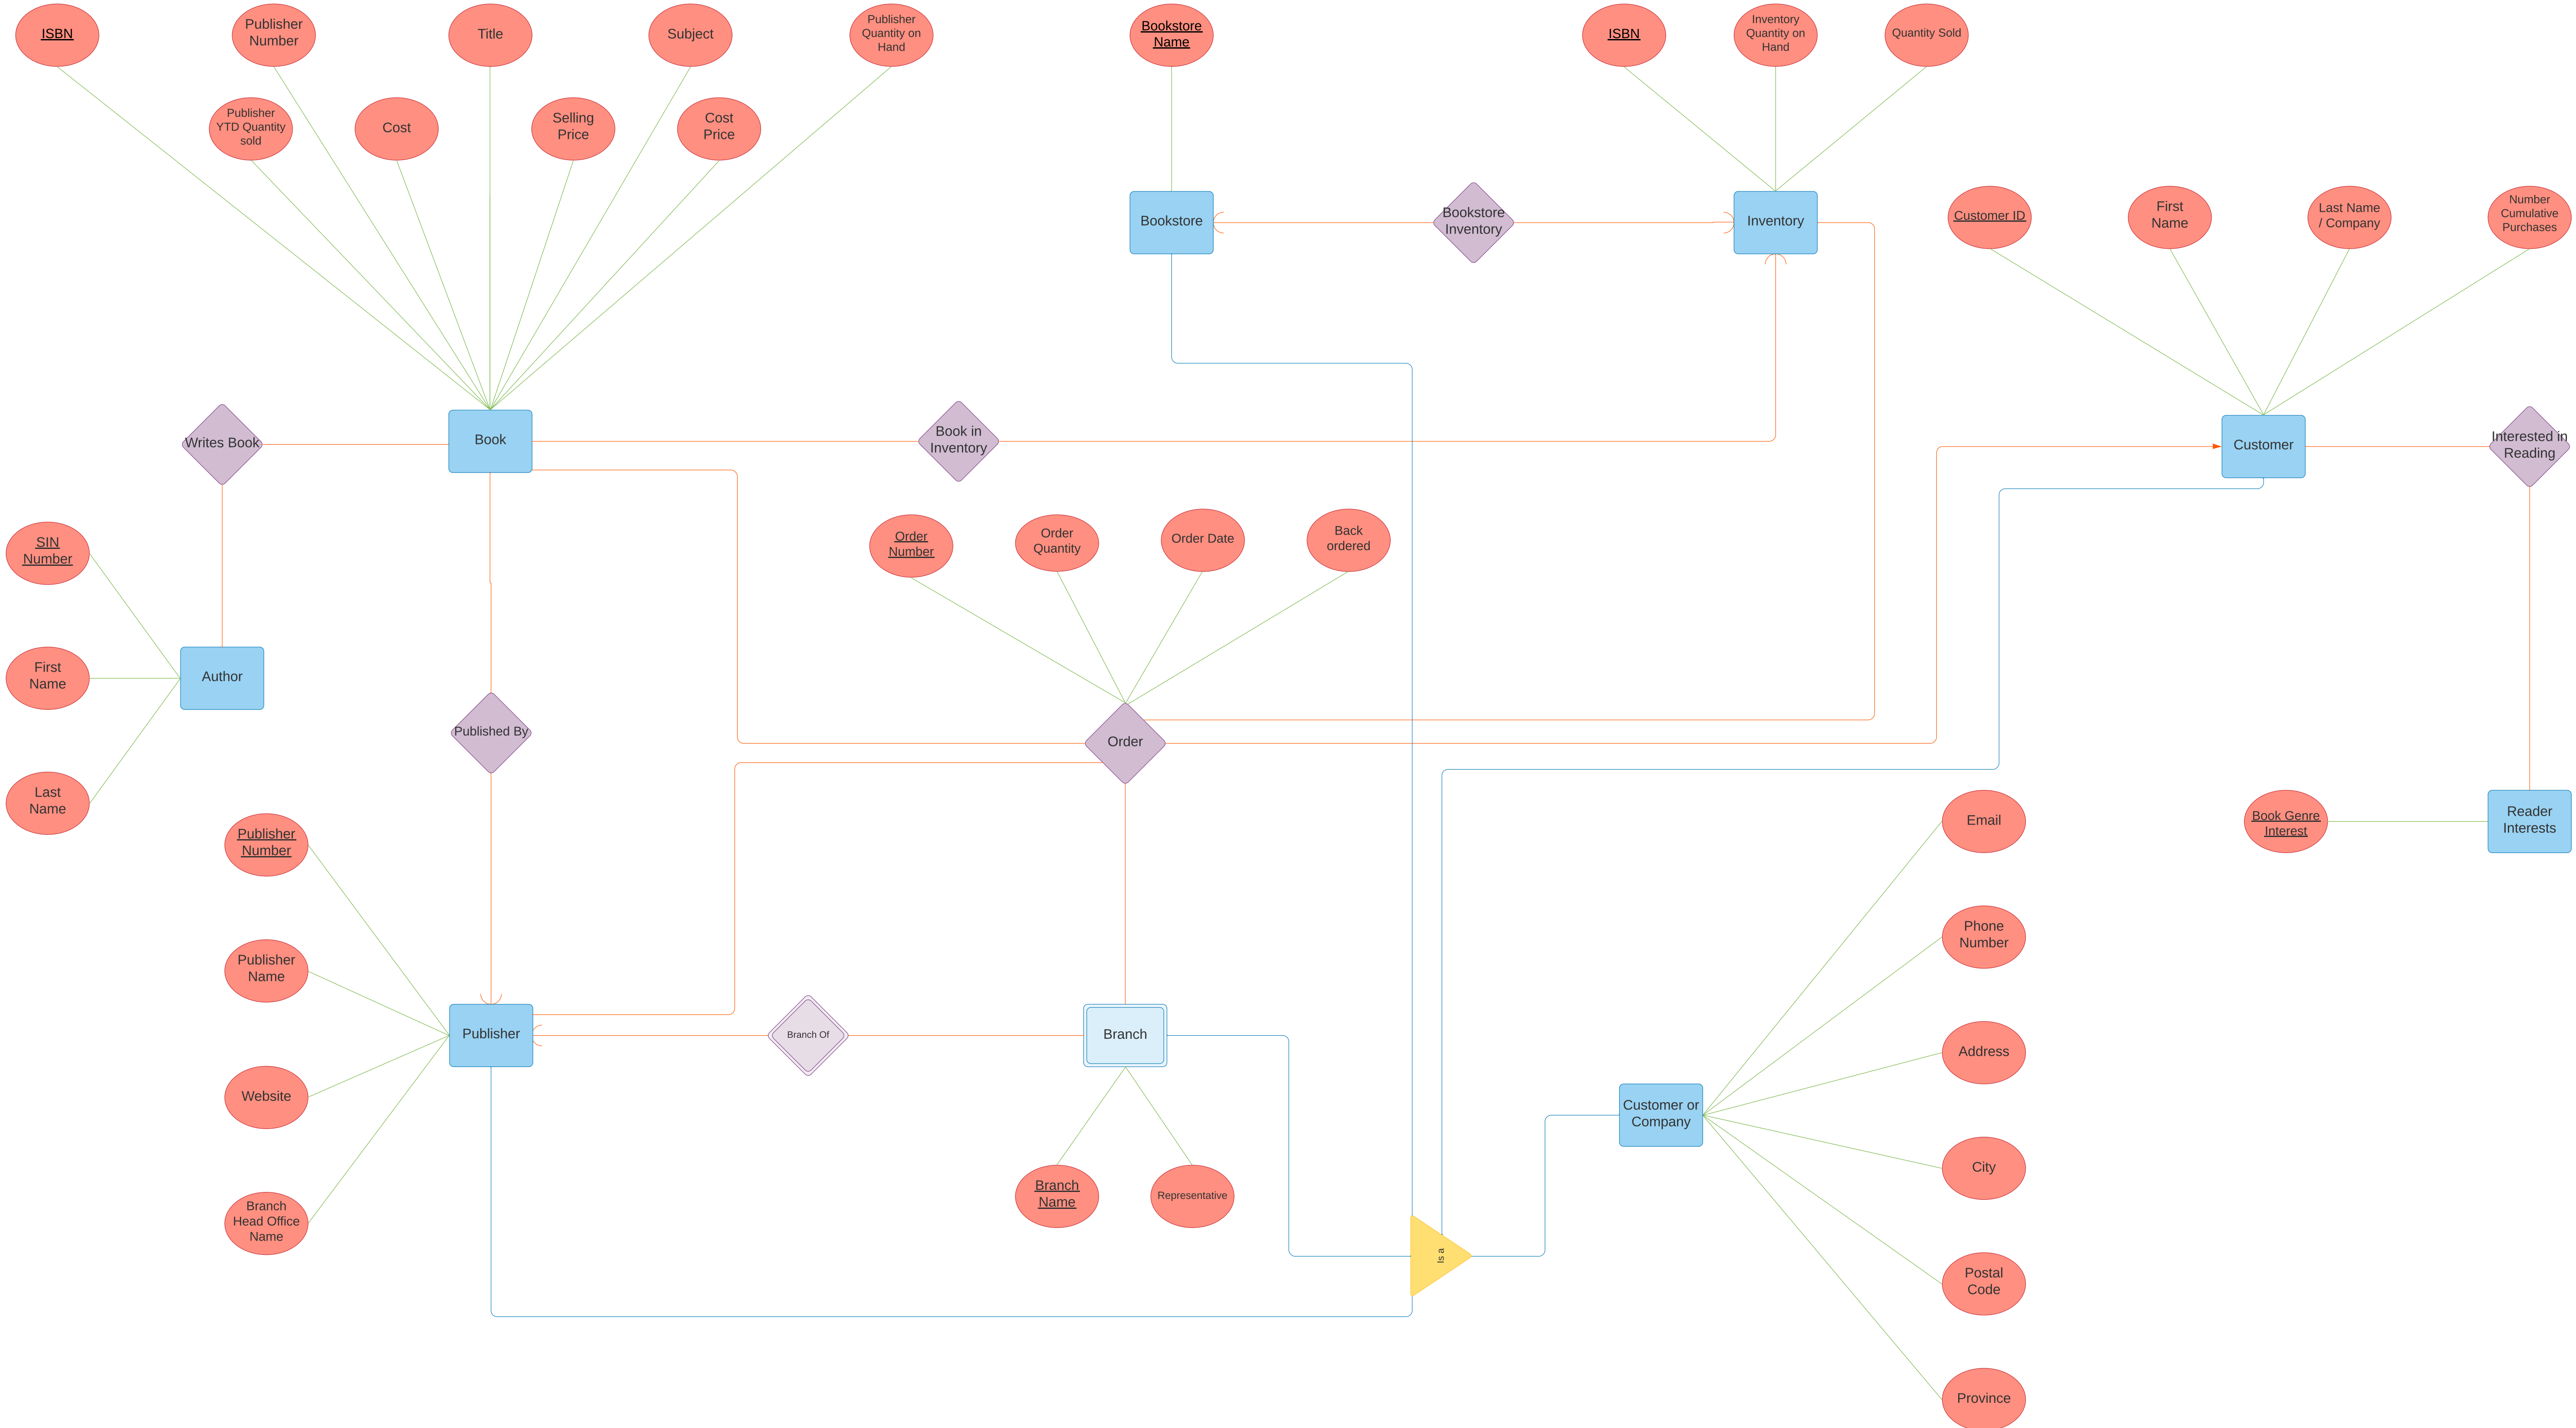 ISBN
Publisher
Number
Title
Subject
Publisher
Quantity on
Hand
Bookstore
Name
ISBN
Inventory
Quantity on
Hand
Quantity Sold
Publisher
YTD Quantity
sold
Cost
Selling
Price
Cost
Price
Bookstore
Bookstore
Inventory
Inventory
Customer ID
First
Name
Last Name
/ Company
Number
Cumulative
Purchases
Writes Book
Book
Book in
Inventory
Customer
Interested in
Reading
SIN
Number
Order
Number
Order
Quantity
Order Date
Back
ordered
First
Name
Author
Published By
Order
Last
Name
Publisher
Number
Email
Book Genre
Interest
Reader
Interests
Publisher
Name
Phone
Number
Publisher
Branch Of
Branch
Address
Website
Customer or
Company
City
Branch
Head Office
Name
Branch
Name
Representative
Is a
Postal
Code
Province